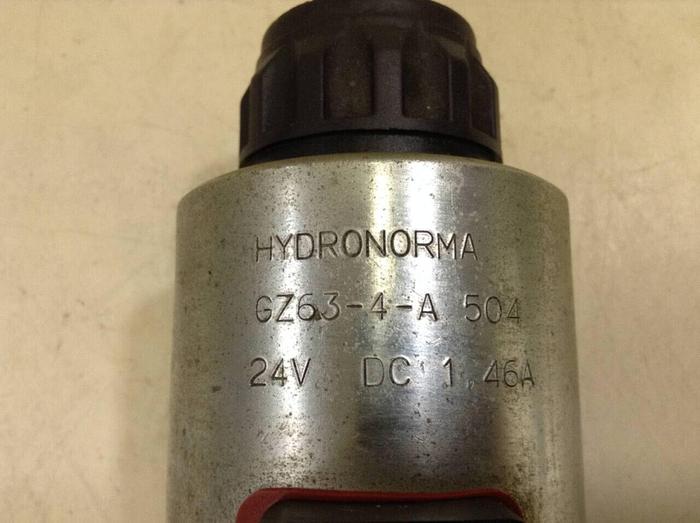 HYDRONORMA
GZ63-4-A 504
24V DC 1.46A